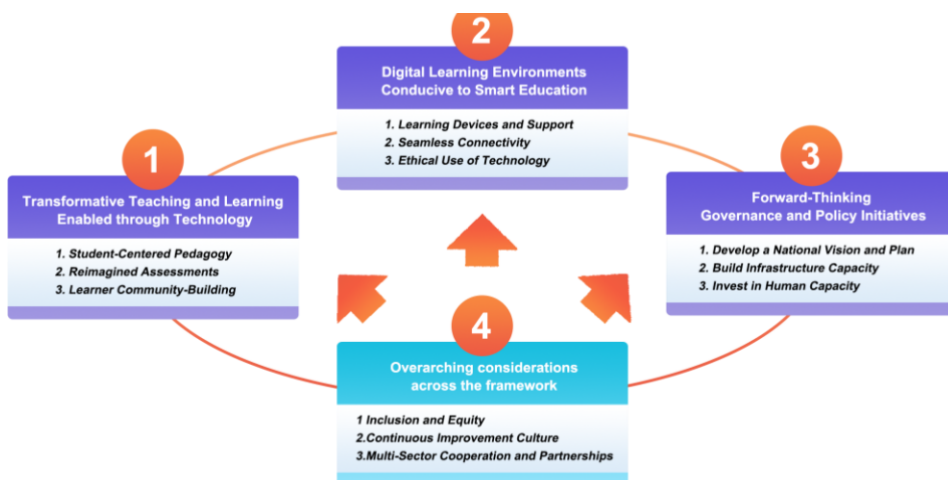 1
Transformative Teaching and Learning
Enabled through Technology
1. Student-Centered Pedagogy
2. Reimagined Assessments
3. Learner Community-Building
2
Digital Learning Environments
Conducive to Smart Education
1. Learning Devices and Support
2. Seamless Connectivity
3. Ethical Use of Technology
3
Forward-Thinking
Governance and Policy Initiatives
1. Develop a National Vision and Plan
2. Build Infrastructure Capacity
3. Invest in Human Capacity
4
Overarching considerations
across the framework
1 Inclusion and Equity
2.Continuous Improvement Culture
3.Multi-Sector Cooperation and Partnerships